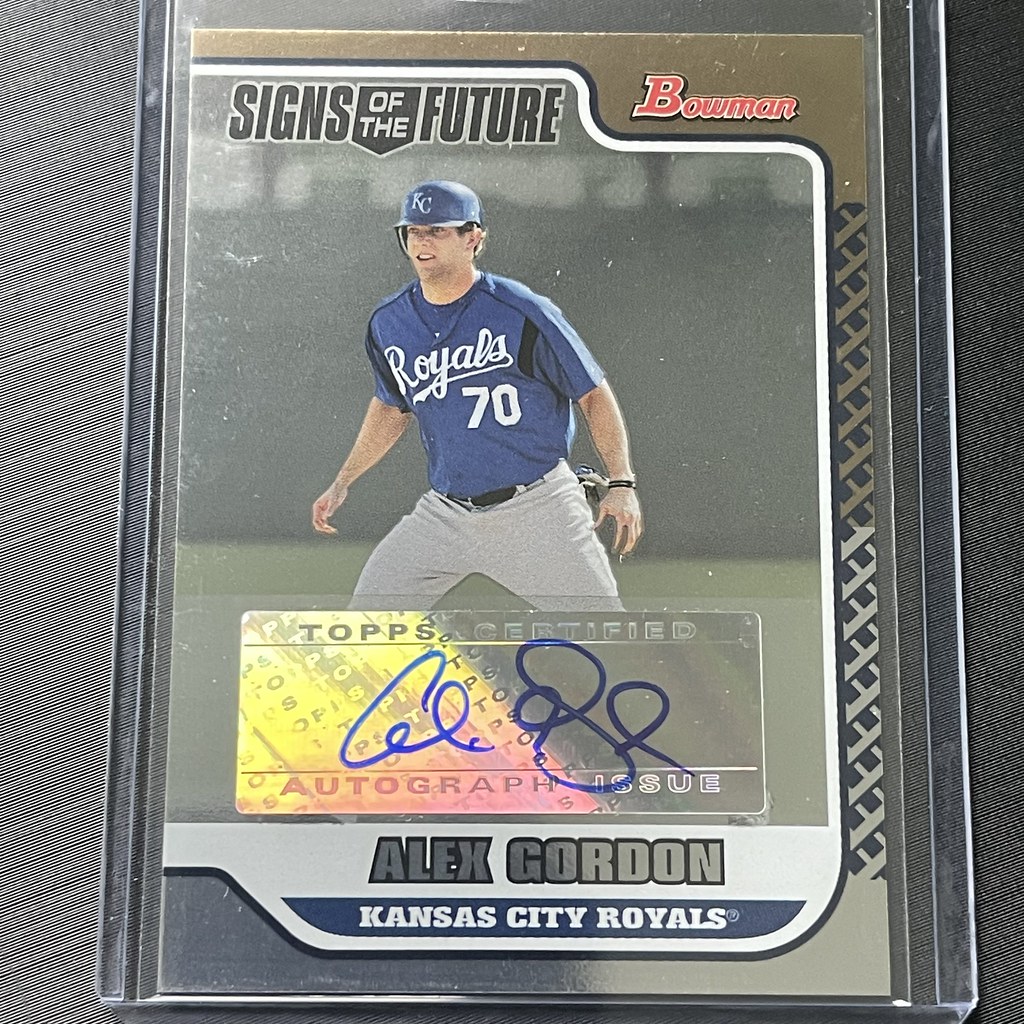 SIGNS OF THE FUTURE
Bowman
KC
Royals
70
TOPPS CERTIFIED
AUTOGRAPH ISSUE
ALEX GORDON
KANSAS CITY ROYALS®